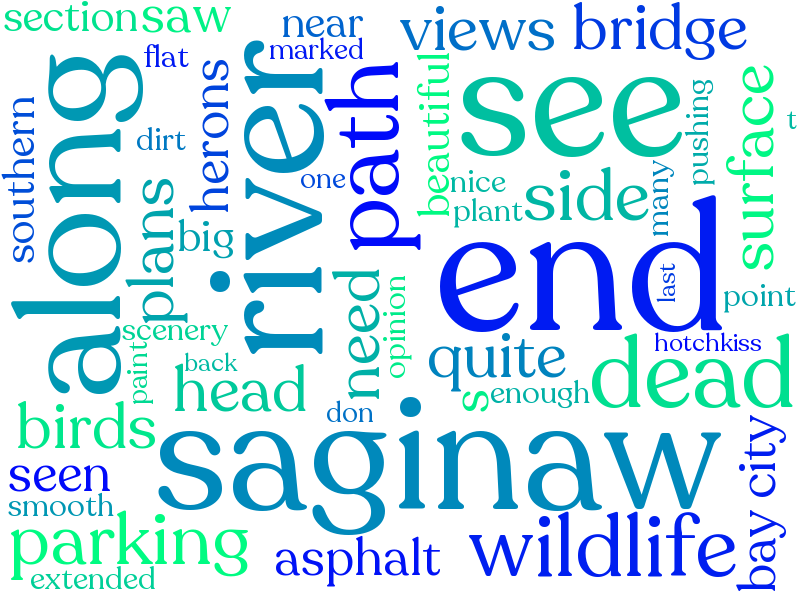 section
saw
near
views
bridge
flat
marked
along
river
path
see
herons
beautiful
pushing
surface
t
southern
dirt
one
nice
side
many
plant
plans
big
end
last
point
need
opinion
scenery
paint
back
head
quite
hotchkiss
s
enough
dead
birds
don
saginaw
seen
smooth
parking
asphalt
wildlife
bay city
extended